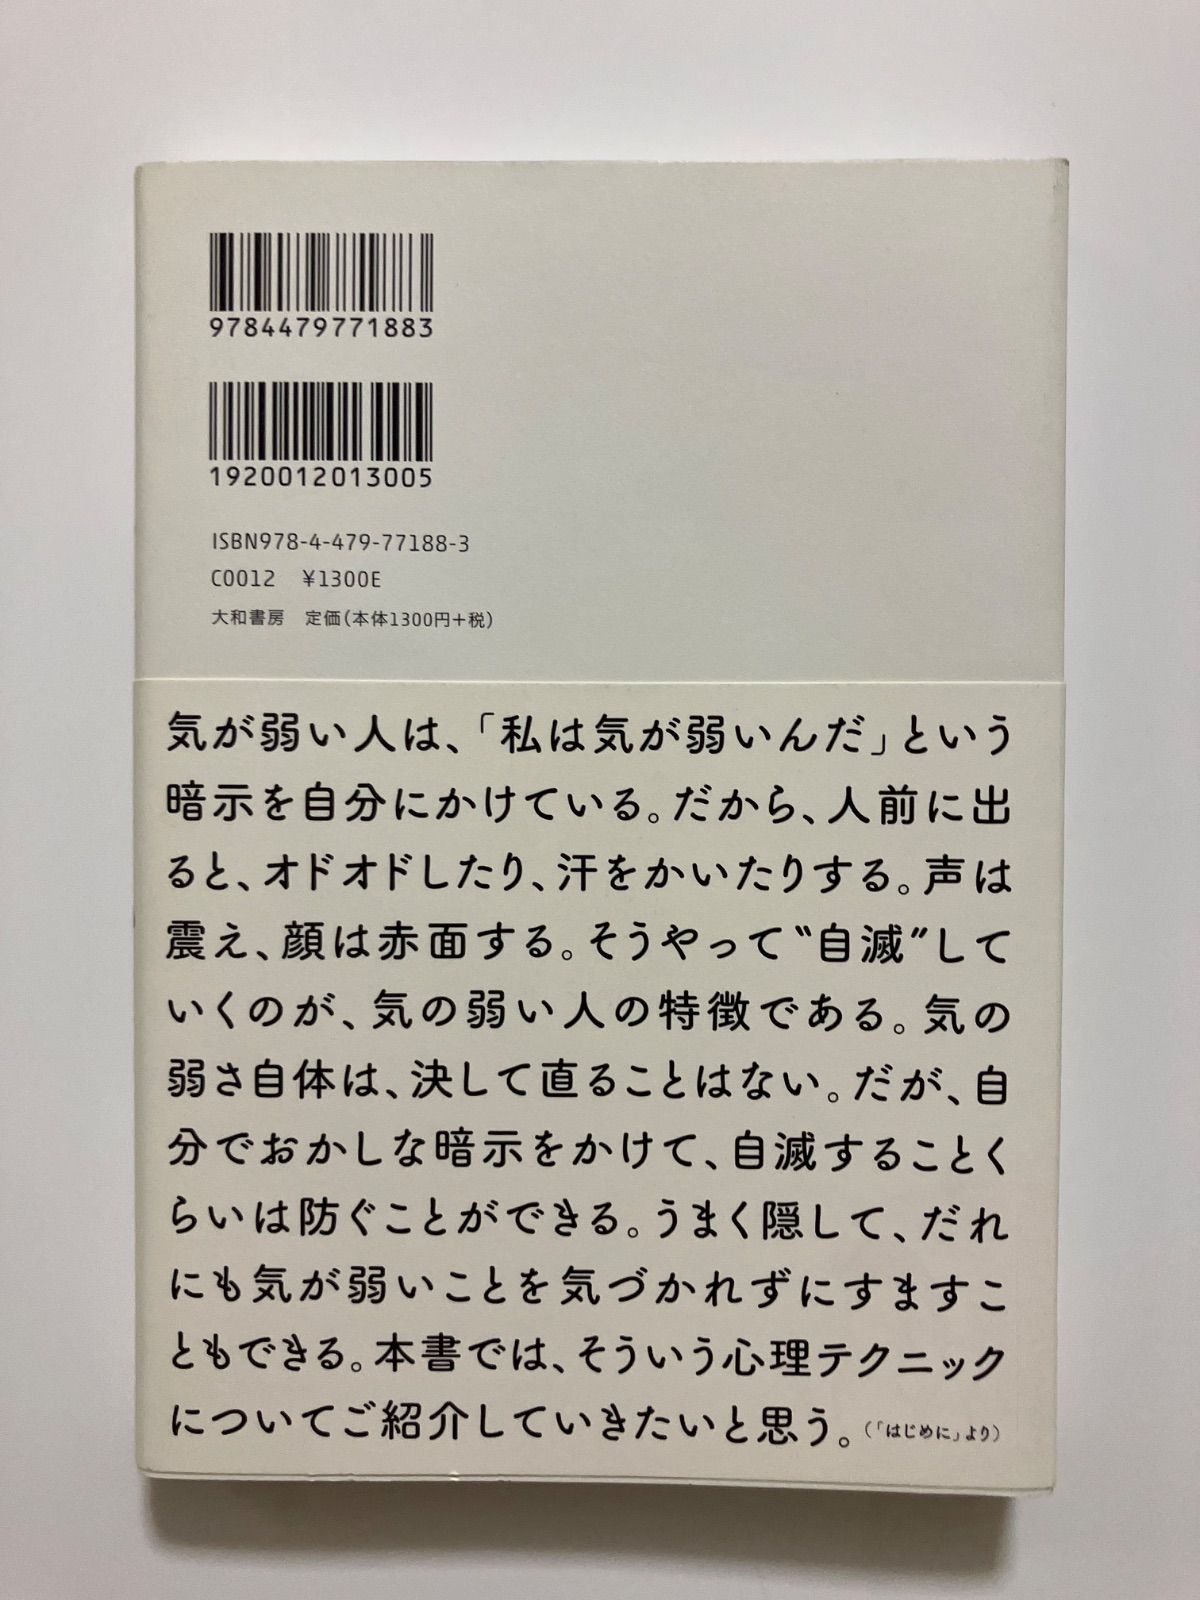 9784479771883
1920012013005
ISBN978-4-479-77188-3
C0012 ¥1300E
大和書房 定価(本体1300円+税)
気が弱い人は、「私は気が弱いんだ」という
暗示を自分にかけている。だから、人前に出
ると、オドオドしたり、汗をかいたりする。声は
震え、顔は赤面する。そうやって〝自滅〟して
いくのが、気の弱い人の特徴である。気の
弱さ自体は、決して直ることはない。だが、自
分でおかしな暗示をかけて、自滅することく
らいは防ぐことができる。うまく隠して、だれ
にも気が弱いことを気づかれずにすますこ
ともできる。本書では、そういう心理テクニック
についてご紹介していきたいと思う。(「はじめに」より)